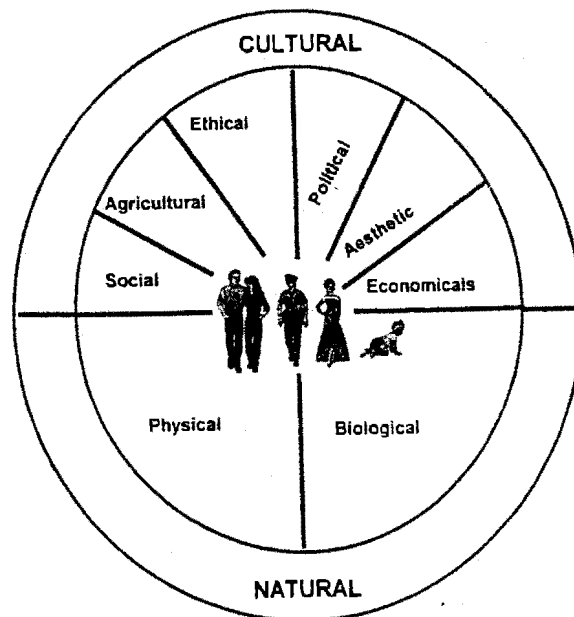 CULTURAL
Ethical
Political
Agricultural
Aesthetic
Social
Economicals
Physical
Biological
NATURAL